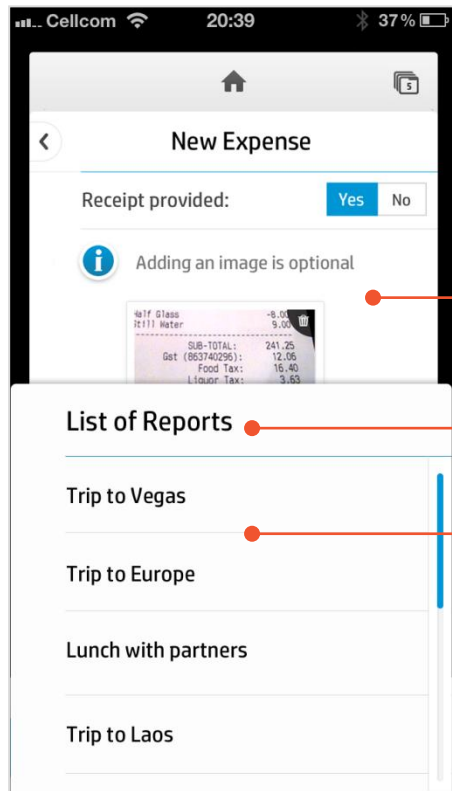 Cellcom 20:39 37%
5
New Expense
Receipt provided: Yes No
i Adding an image is optional
Half Glass -8.00
Still Water 9.00
SUB-TOTAL: 241.25
Gst (863740296): 12.06
Food Tax: 16.40
Liquor Tax: 3.63
List of Reports
Trip to Vegas
Trip to Europe
Lunch with partners
Trip to Laos